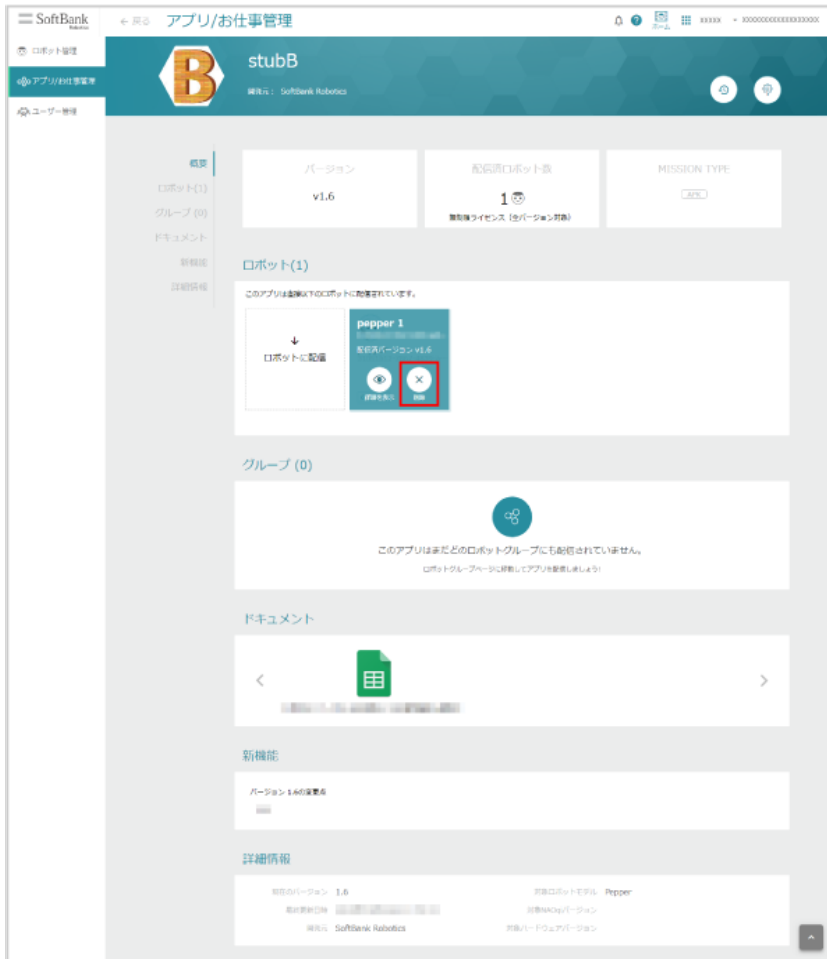 SoftBank
Robotics
← 戻る アプリ/お仕事管理
ホーム
xxxxx
ロボット管理
アプリ/お仕事管理
ユーザー管理
B
stubB
開発元： SoftBank Robotics
概要
ロボット(1)
グループ (0)
ドキュメント
新機能
詳細情報
バージョン
v1.6
配信済ロボット数
1
無制限ライセンス（全バージョン対象）
MISSION TYPE
APK
ロボット(1)
このアプリは直接以下のロボットに配信されています。
↓
ロボットに配信
pepper 1
配信済バージョン v1.6
詳細を表示
削除
グループ (0)
このアプリはまだどのロボットグループにも配信されていません。
ロボットグループページに移動してアプリを配信しましょう!
ドキュメント
新機能
バージョン 1.6の変更点
詳細情報
現在のバージョン 1.6
最終更新日時
開発元 SoftBank Robotics
対象ロボットモデル Pepper
対象NAOqiバージョン
対象ハードウェアバージョン